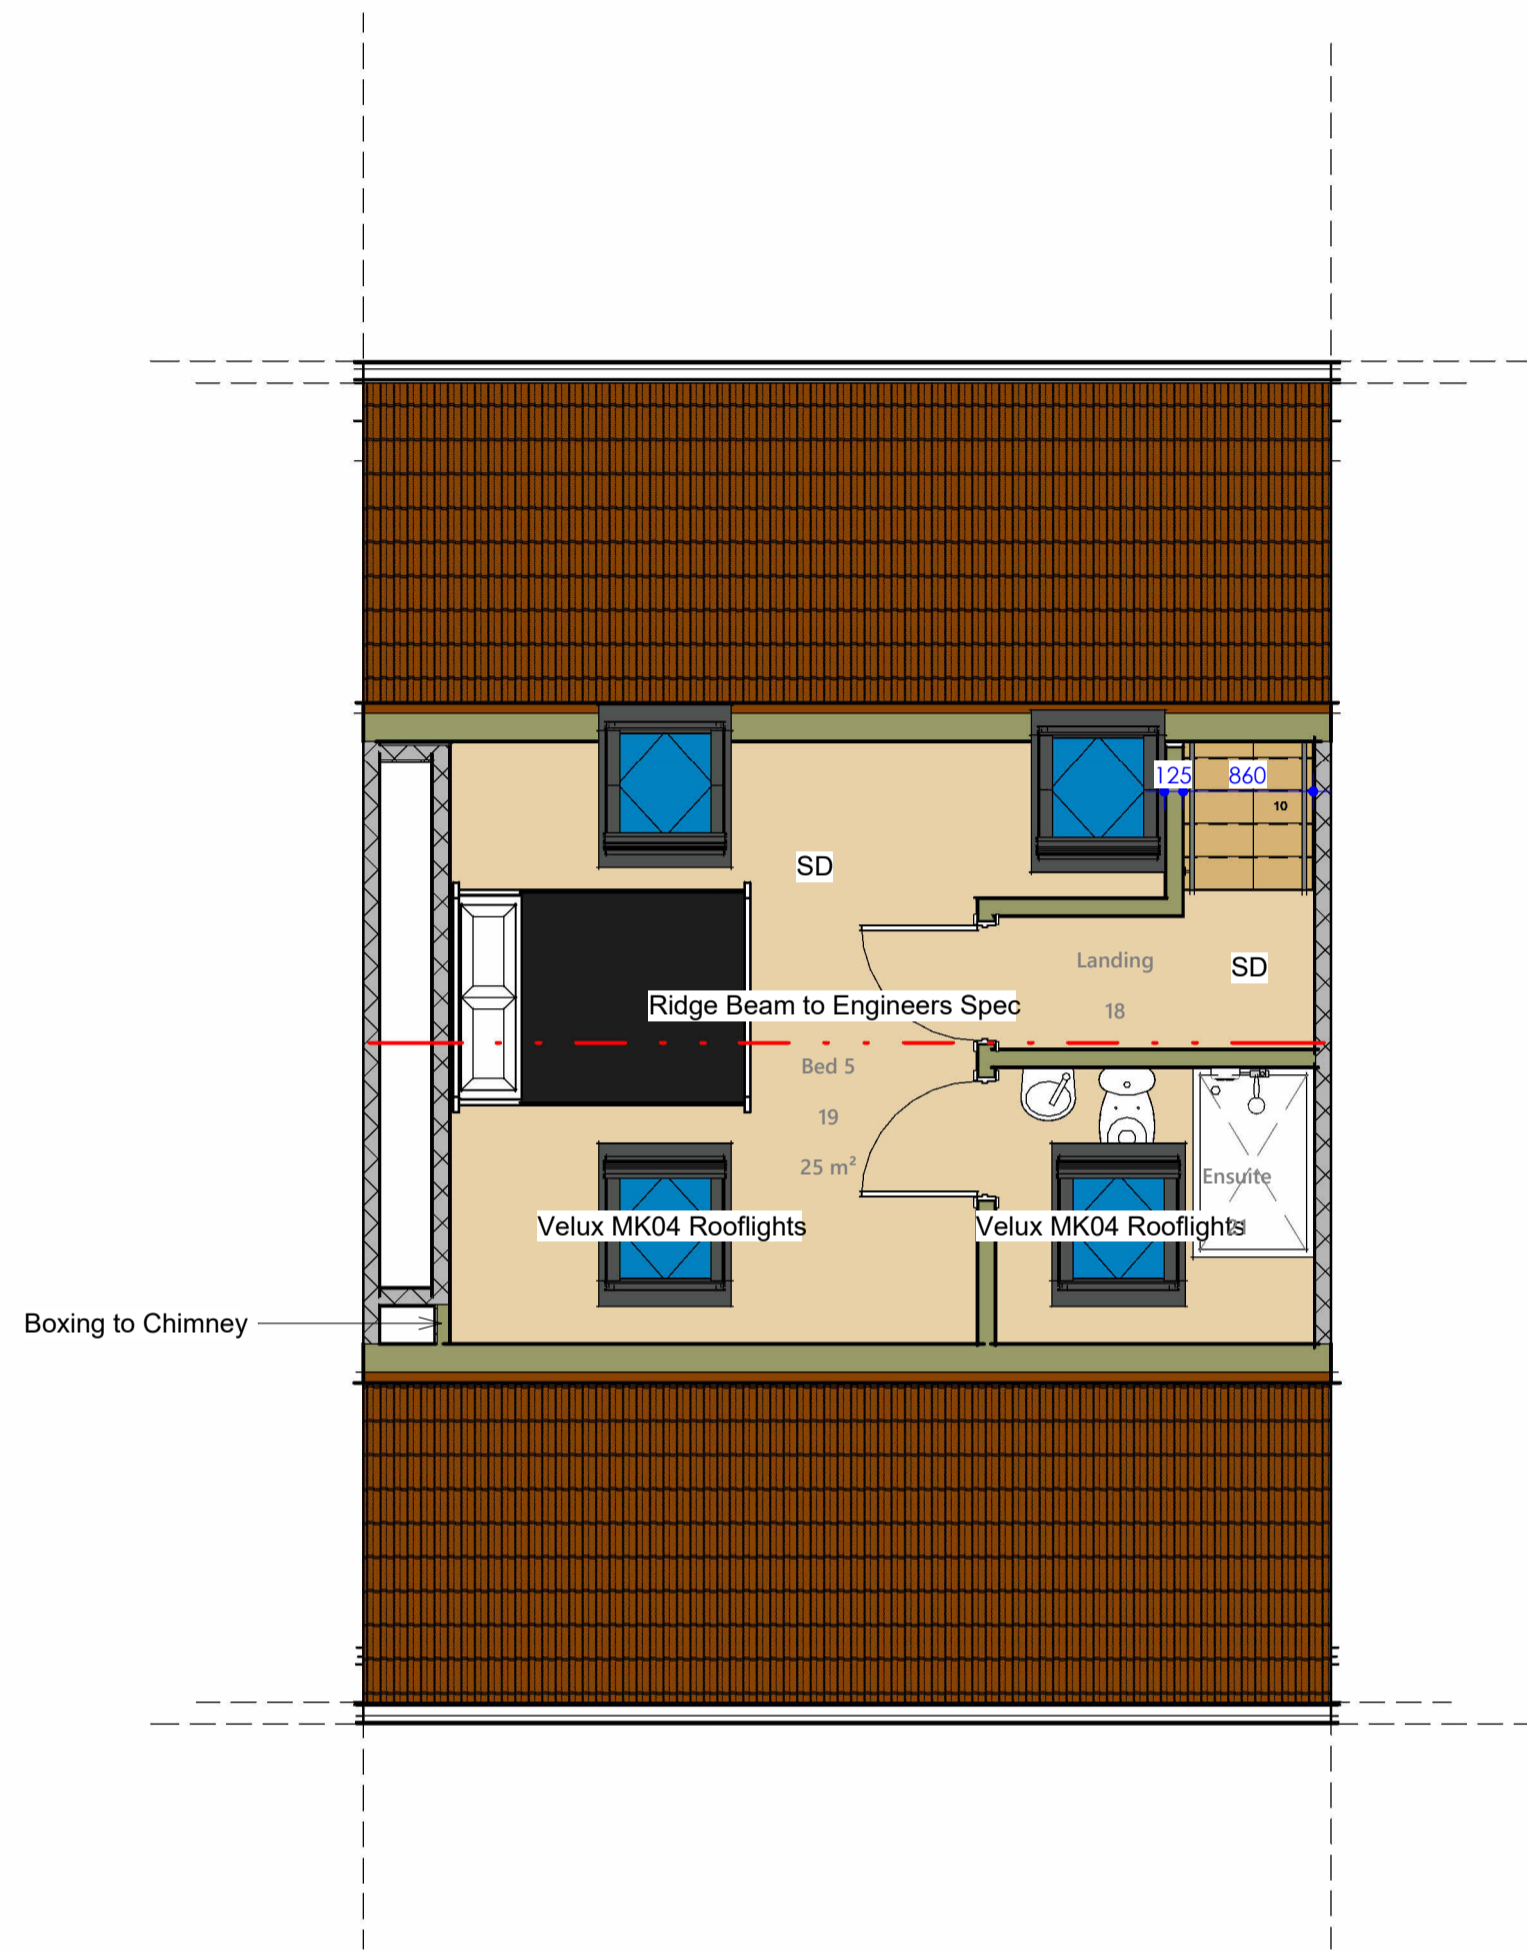 125
860
10
SD
Landing
SD
18
Ridge Beam to Engineers Spec
Bed 5
19
25 m²
Ensuite
Velux MK04 Rooflights
Velux MK04 Rooflights
21
Boxing to Chimney